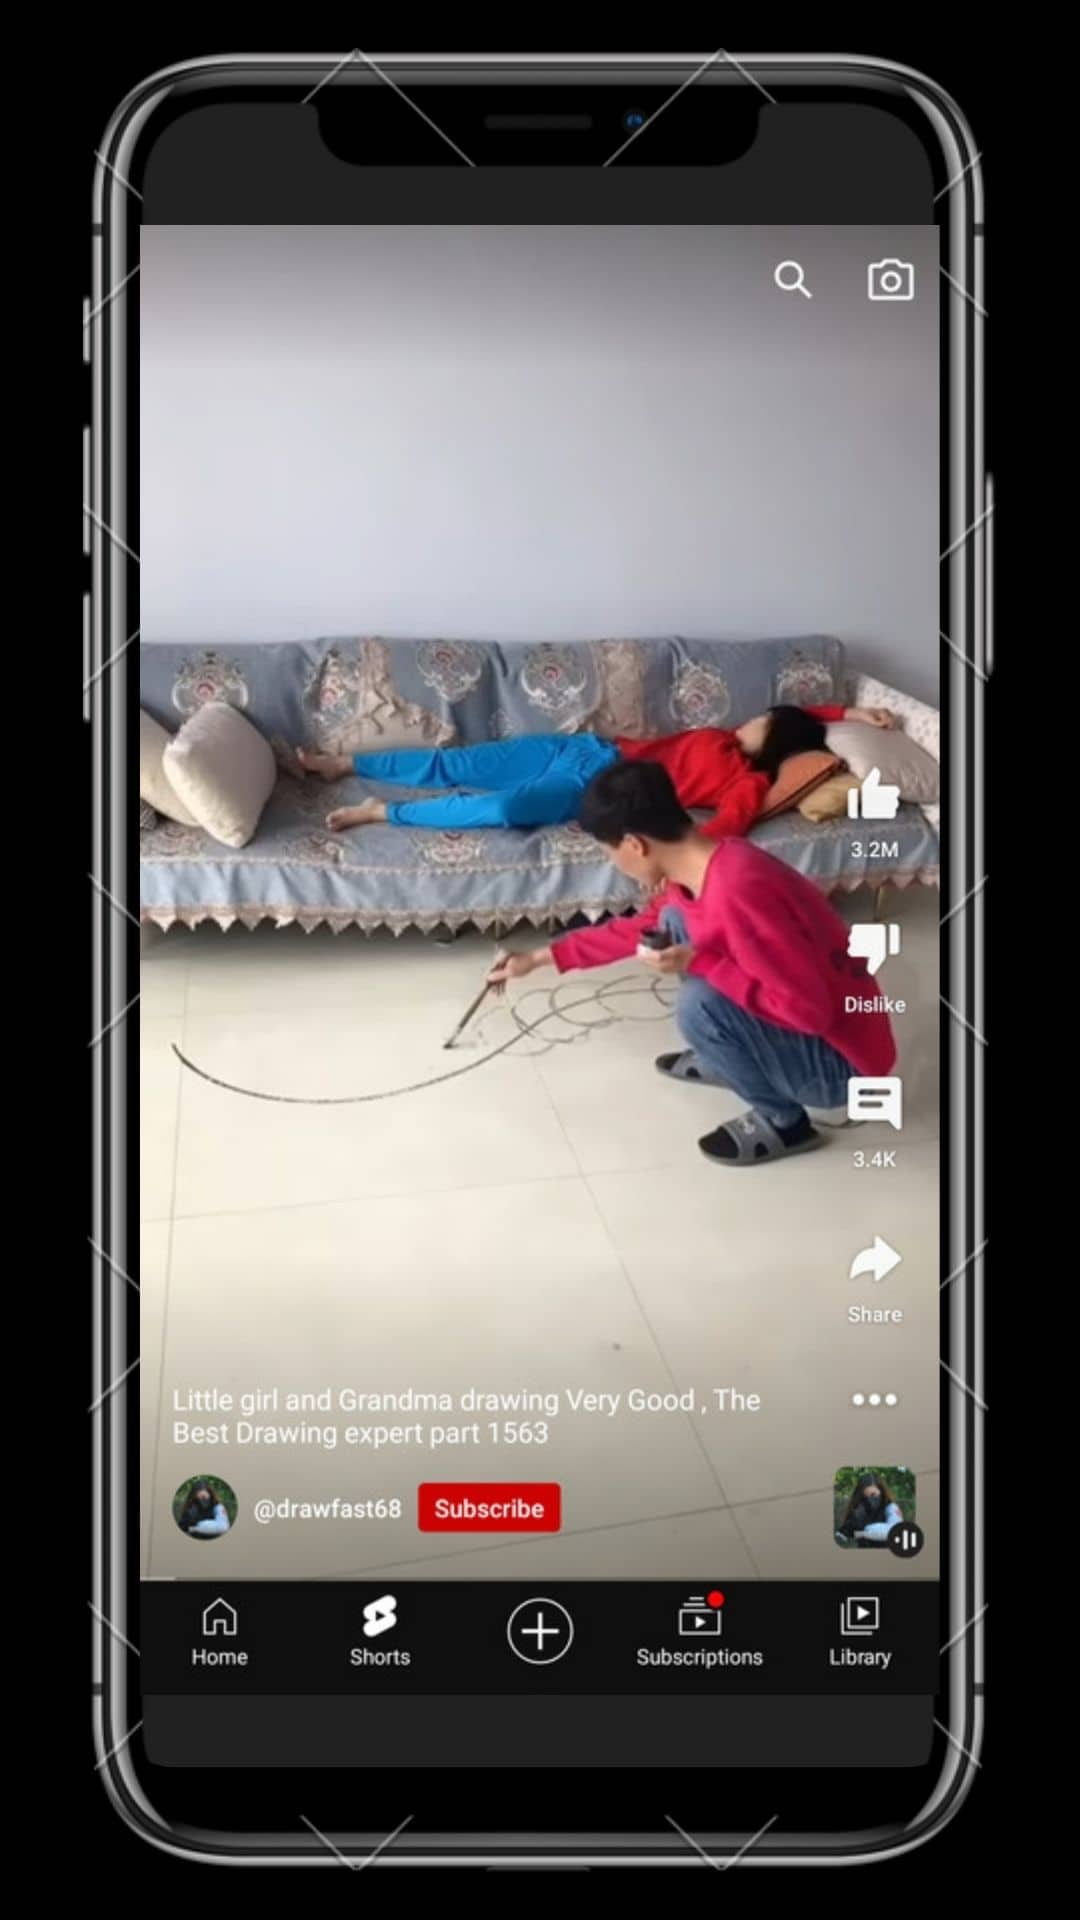 3.2M
Dislike
3.4K
Share
Little girl and Grandma drawing Very Good , The
Best Drawing expert part 1563
@drawfast68 Subscribe
Home Shorts Subscriptions Library